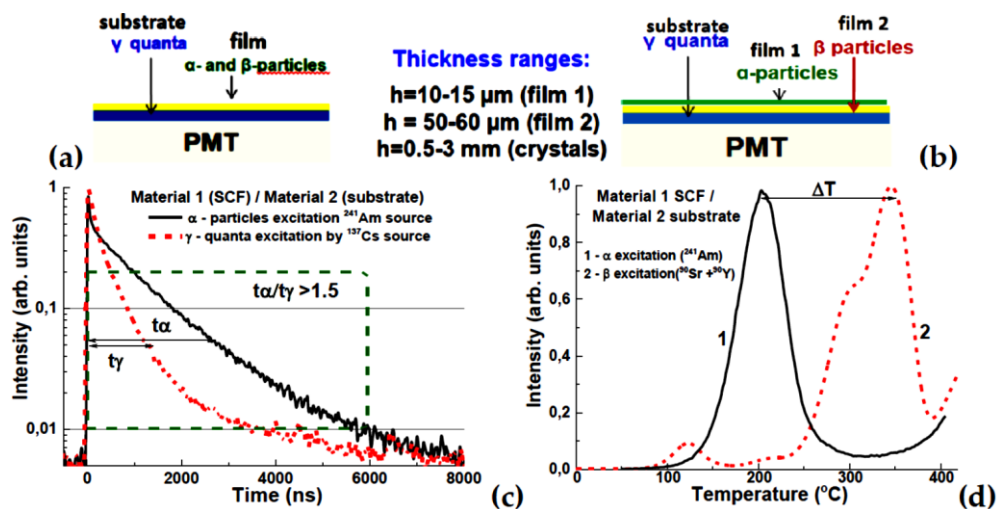 substrate
γ quanta
film
α- and β-particles
PMT
(a)
Thickness ranges:
h=10-15 μm (film 1)
h = 50-60 μm (film 2)
h=0.5-3 mm (crystals)
substrate
γ quanta
film 1
α-particles
film 2
β particles
PMT
(b)
Material 1 (SCF) / Material 2 (substrate)
α - particles excitation ²⁴¹Am source
γ - quanta excitation by ¹³⁷Cs source
tα/tγ >1.5
tα
tγ
1
0,1
0,01
Intensity (arb. units)
0
2000
4000
6000
8000
Time (ns)
(c)
Material 1 SCF /
Material 2 substrate
1 - α excitation (²⁴¹Am)
2 - β excitation(⁹⁰Sr +⁹⁰Y)
ΔT
1
2
1,0
0,8
0,6
0,4
0,2
0,0
Intensity (arb. units)
0
100
200
300
400
Temperature (°C)
(d)